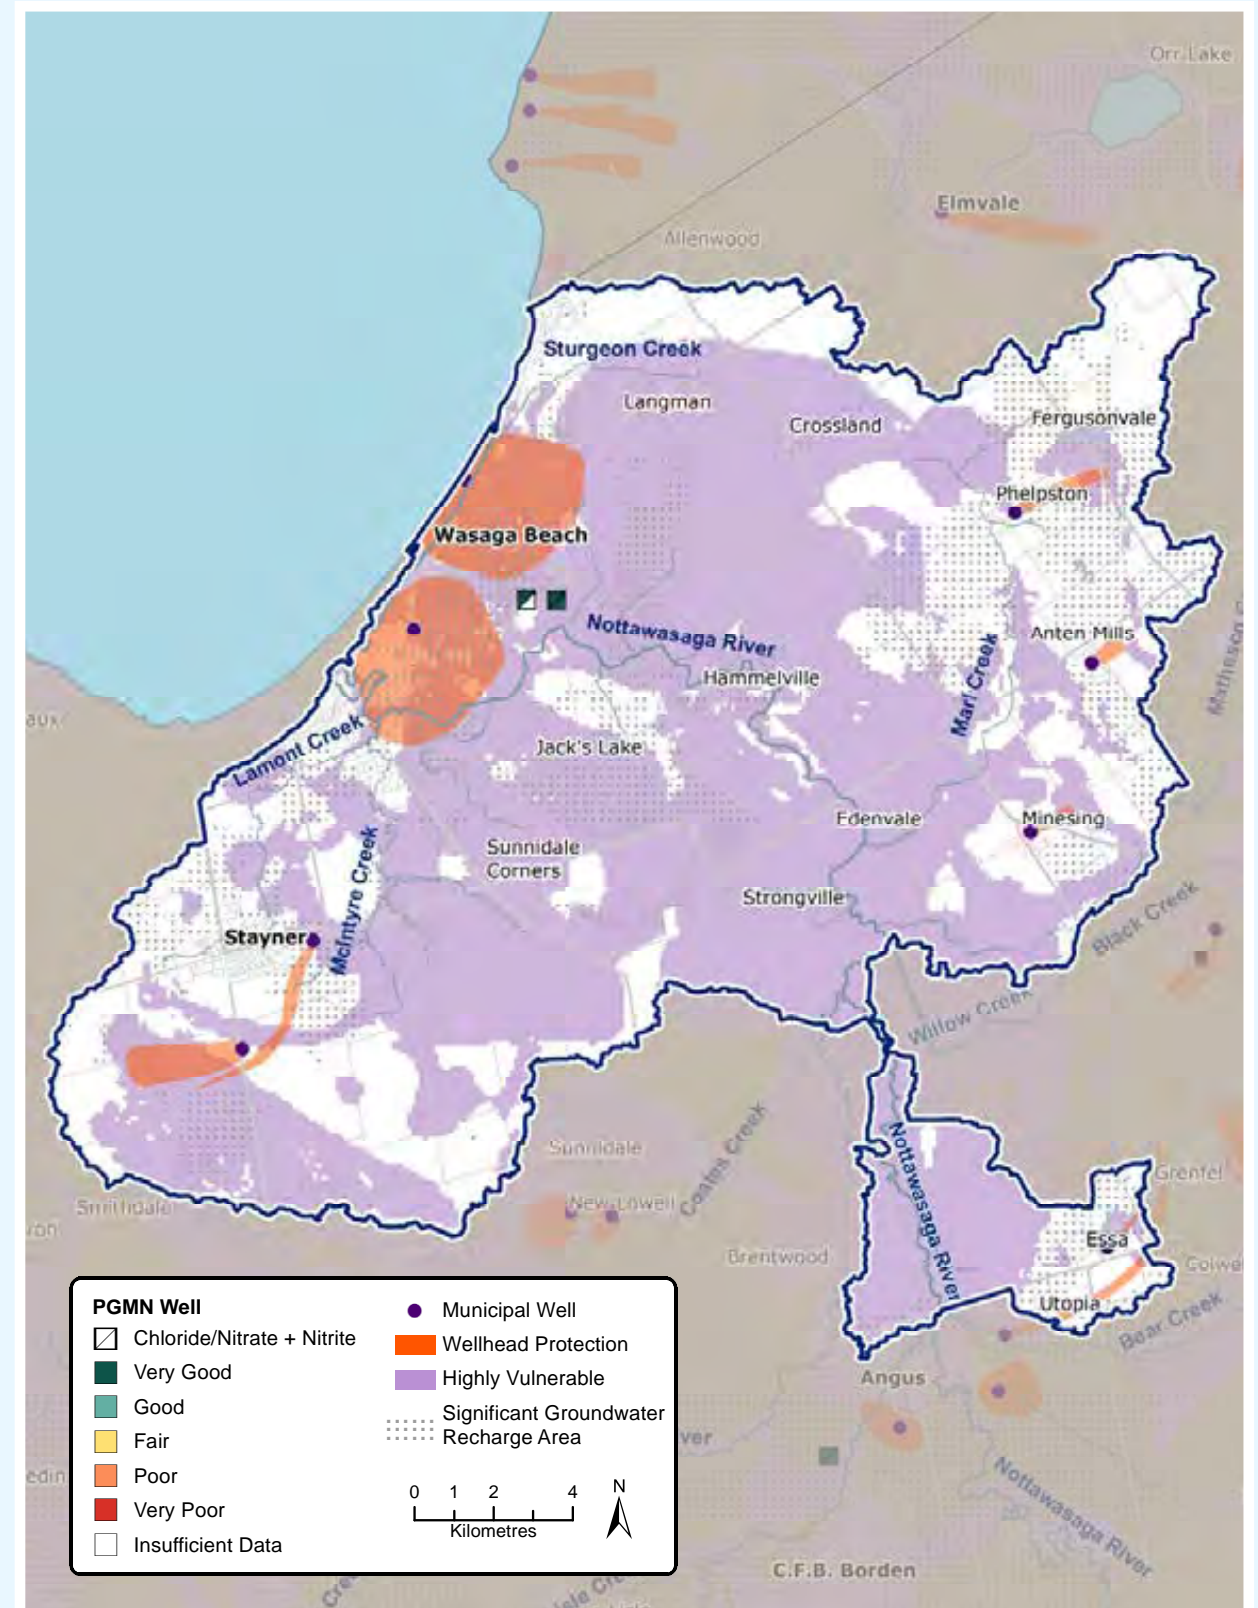 Orr Lake
Elmvale
Allenwood
Sturgeon Creek
Langman
Crossland
Fergusonvale
Phelpston
Wasaga Beach
Nottawasaga River
Anten Mills
Marl Creek
Hammelville
Lamont Creek
Jack's Lake
Edenvale
Minesing
McIntyre Creek
Sunnidale
Corners
Strongville
Stayner
Black Creek
Willow Creek
Coates Creek
Nottawasaga River
Sunnidale
Grenfel
Smithdale
New Lowell
Essa
Brentwood
Utopia
Bear Creek
Angus
Nottawasaga River
C.F.B. Borden
PGMN Well
Chloride/Nitrate + Nitrite
Very Good
Good
Fair
Poor
Very Poor
Insufficient Data
Municipal Well
Wellhead Protection
Highly Vulnerable
Significant Groundwater
Recharge Area
0 1 2 4
Kilometres
N